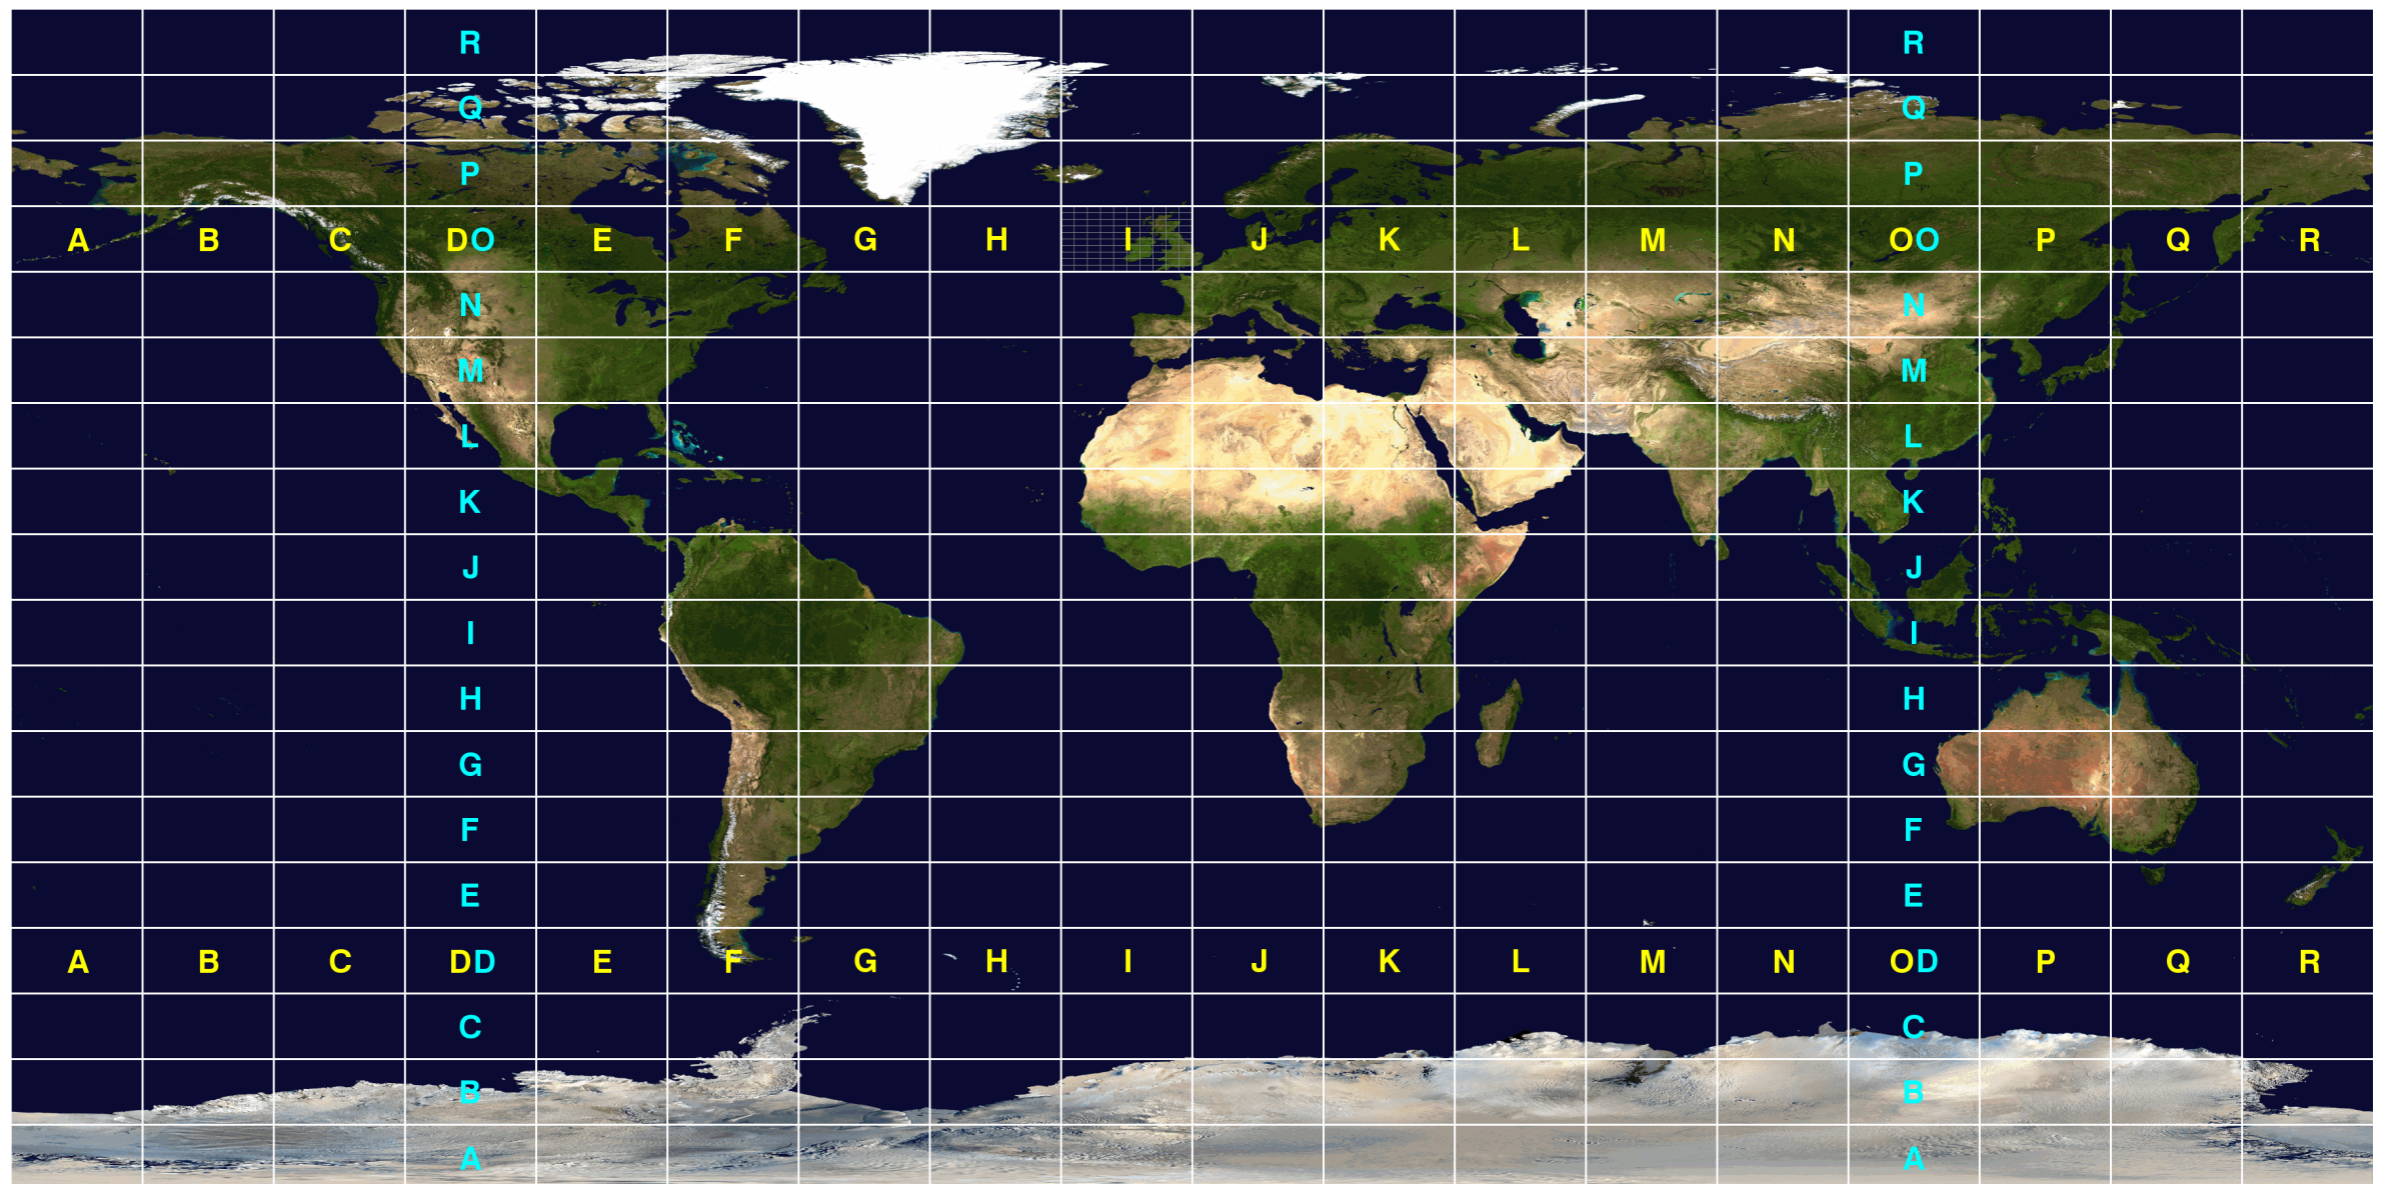 R R
Q Q
P P
A B C DO E F G H I J K L M N OO P Q R
N N
M M
L L
K K
J J
I I
H H
G G
F F
E E
A B C DD E F G H I J K L M N OD P Q R
C C
B B
A A